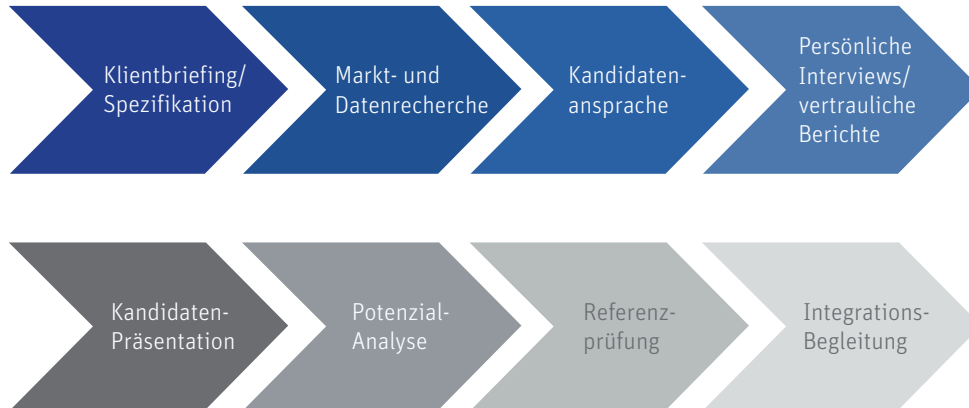 Klientbriefing/
Spezifikation
Markt- und
Datenrecherche
Kandidaten-
ansprache
Persönliche
Interviews/
vertrauliche
Berichte
Kandidaten-
Präsentation
Potenzial-
Analyse
Referenz-
prüfung
Integrations-
Begleitung